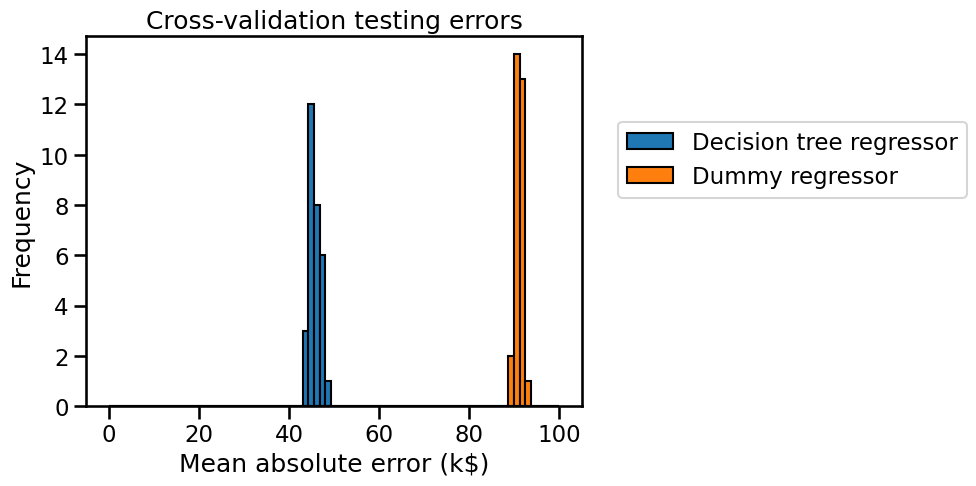 Cross-validation testing errors
14
12
10
8
6
4
2
0
Frequency
0 20 40 60 80 100
Mean absolute error (k$)
Decision tree regressor
Dummy regressor